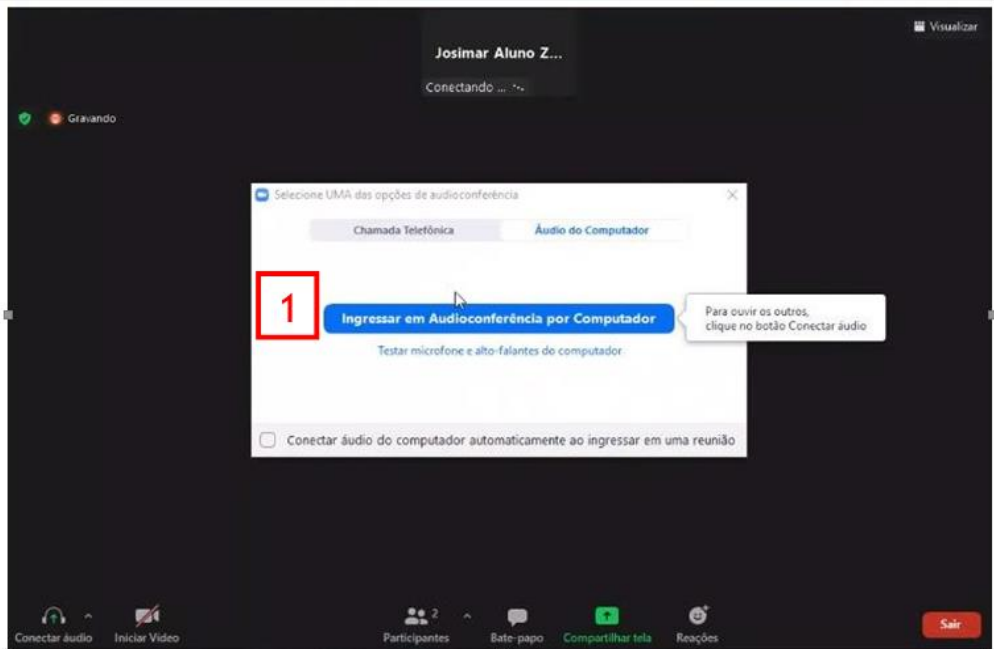 Visualizar
Josimar Aluno Z...
Conectando ...
Gravando
Selecione UMA das opções de audioconferência
Chamada Telefônica
Áudio do Computador
1
Ingressar em Audioconferência por Computador
Para ouvir os outros,
clique no botão Conectar áudio
Testar microfone e alto-falantes do computador
Conectar áudio do computador automaticamente ao ingressar em uma reunião
Conectar áudio
Iniciar Vídeo
2
Participantes
Bate-papo
Compartilhar tela
Reações
Sair